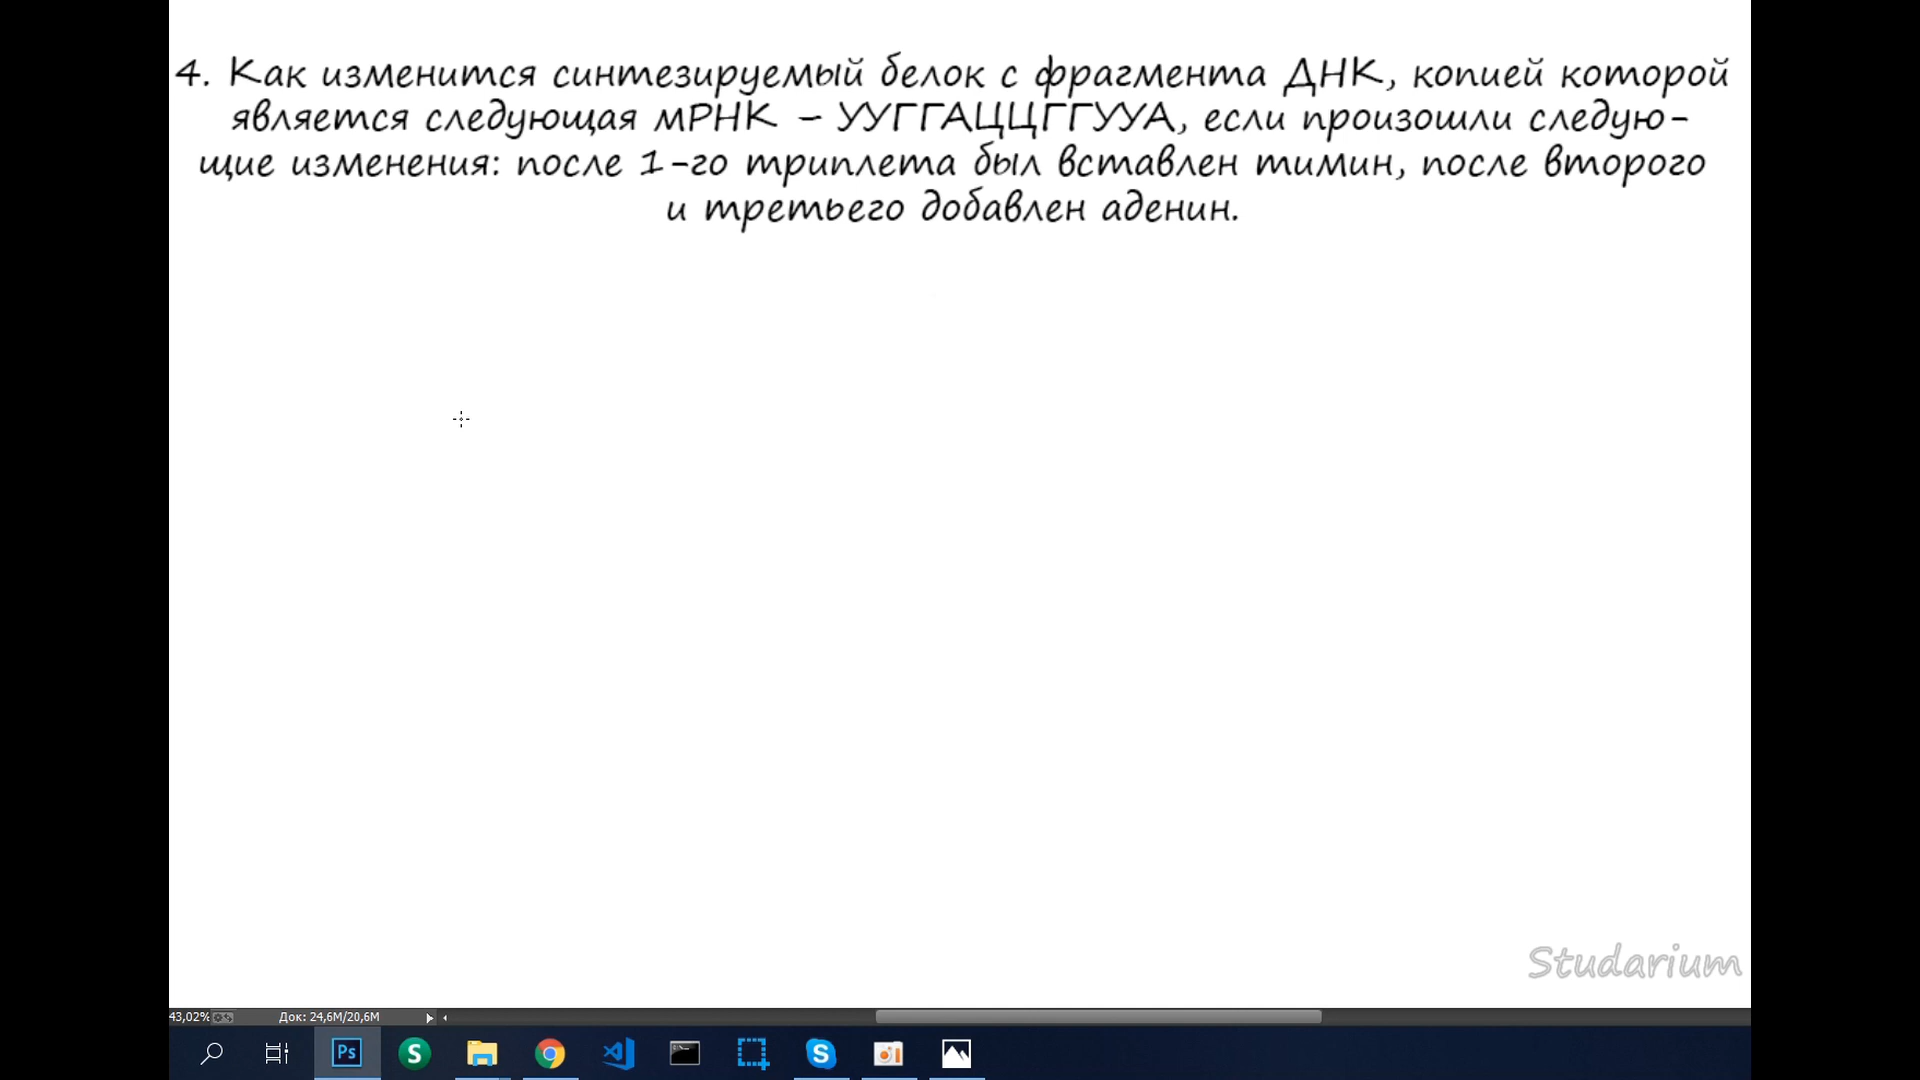 4. Как изменится синтезируемый белок с фрагмента ДНК, копией которой
является следующая мРНК – УУГГАЦЦГГУУА, если произошли следую-
щие изменения: после 1-го триплета был вставлен тимин, после второго
и третьего добавлен аденин.
Studarium
43,02%
Док: 24,6M/20,6M
Ps
S
S